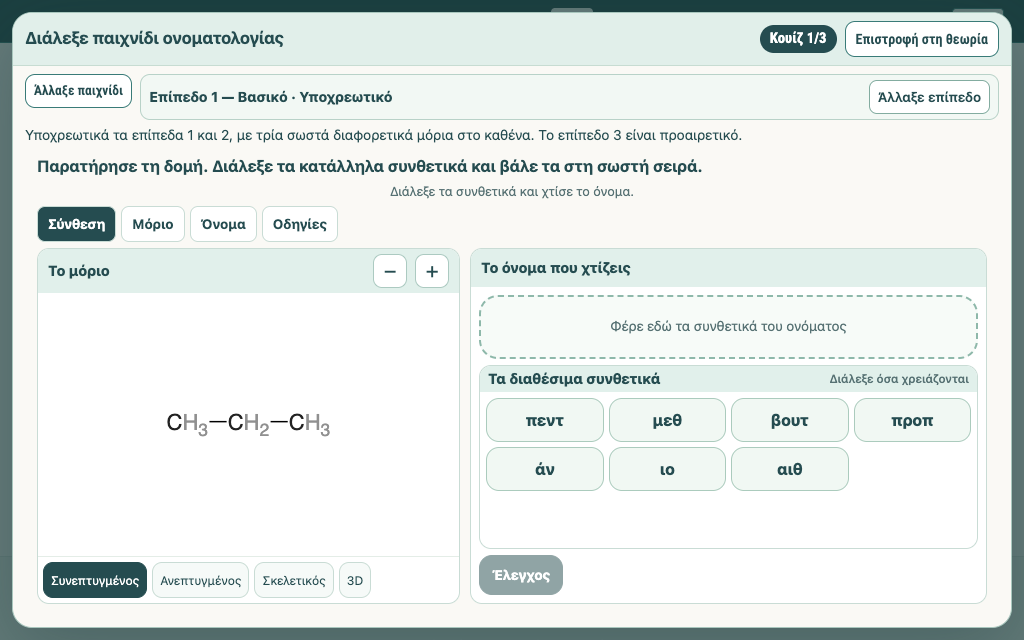 Διάλεξε παιχνίδι ονοματολογίας
Κουίζ 1/3
Επιστροφή στη θεωρία
Άλλαξε παιχνίδι
Επίπεδο 1 — Βασικό · Υποχρεωτικό
Άλλαξε επίπεδο
Υποχρεωτικά τα επίπεδα 1 και 2, με τρία σωστά διαφορετικά μόρια στο καθένα. Το επίπεδο 3 είναι προαιρετικό.
Παρατήρησε τη δομή. Διάλεξε τα κατάλληλα συνθετικά και βάλε τα στη σωστή σειρά.
Διάλεξε τα συνθετικά και χτίσε το όνομα.
Σύνθεση
Μόριο
Όνομα
Οδηγίες
Το μόριο
−
+
CH3—CH2—CH3
Συνεπτυγμένος
Ανεπτυγμένος
Σκελετικός
3D
Το όνομα που χτίζεις
Φέρε εδώ τα συνθετικά του ονόματος
Τα διαθέσιμα συνθετικά
Διάλεξε όσα χρειάζονται
πεντ
μεθ
βουτ
προπ
άν
ιο
αιθ
Έλεγχος